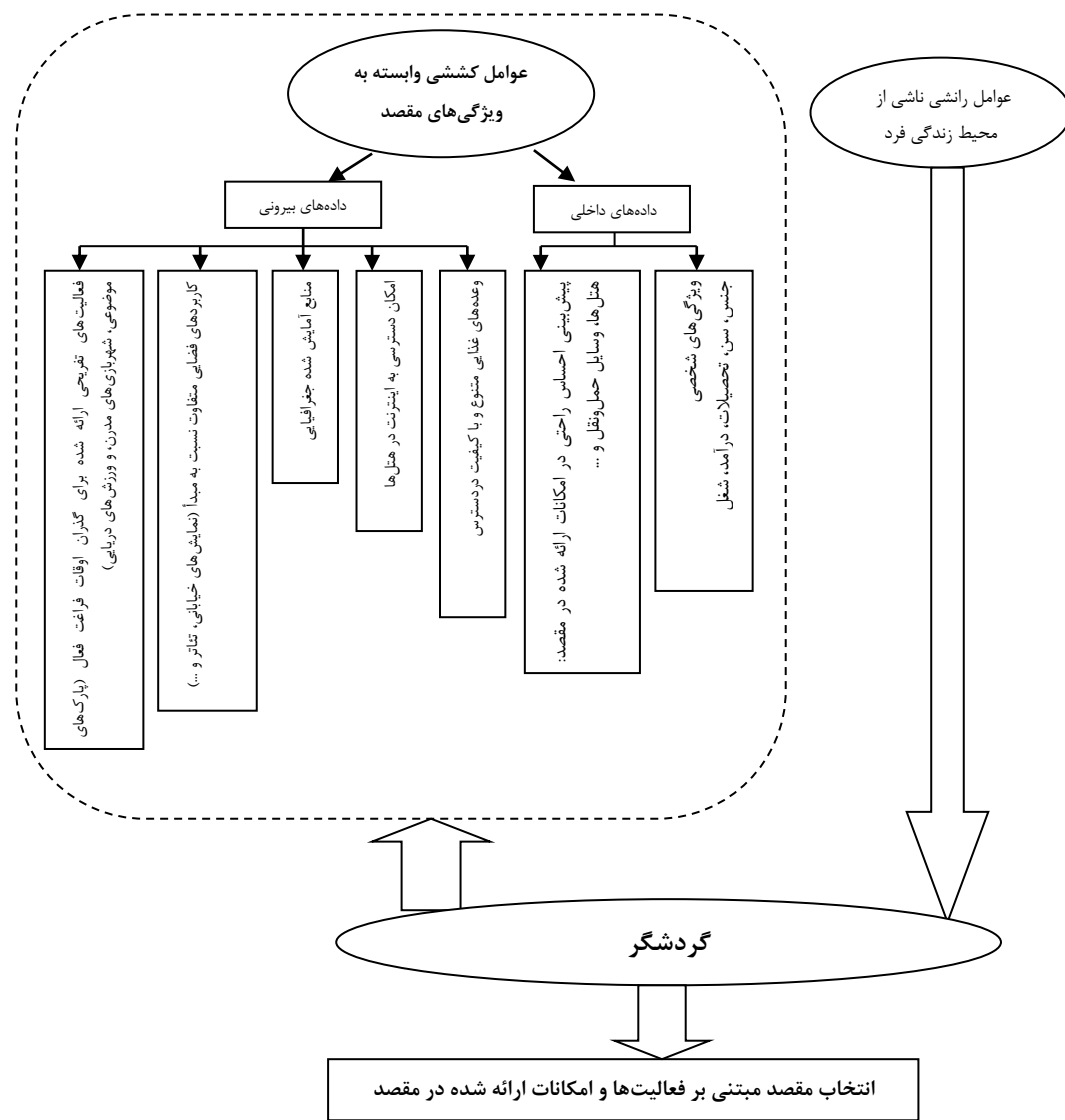 عوامل کششی وابسته به
ویژگی‌های مقصد
عوامل رانشی ناشی از
محیط زندگی فرد
داده‌های داخلی
داده‌های بیرونی
ویژگی‌های شخصی
جنس، سن، تحصیلات، درآمد، شغل
پیش‌بینی احساس راحتی در امکانات ارائه شده در مقصد:
هتل‌ها، وسایل حمل‌ونقل و ...
وعده‌های غذایی متنوع و با کیفیت دردسترس
امکان دسترسی به اینترنت در هتل‌ها
منابع آمایش شده جغرافیایی
کاربردهای فضایی متفاوت نسبت به مبدأ (نمایش‌های خیابانی، تئاتر و ...)
فعالیت‌های تفریحی ارائه شده برای گذران اوقات فراغت فعال (پارک‌های
موضوعی، شهربازی‌های مدرن، و ورزش‌های دریایی)
گردشگر
انتخاب مقصد مبتنی بر فعالیت‌ها و امکانات ارائه شده در مقصد